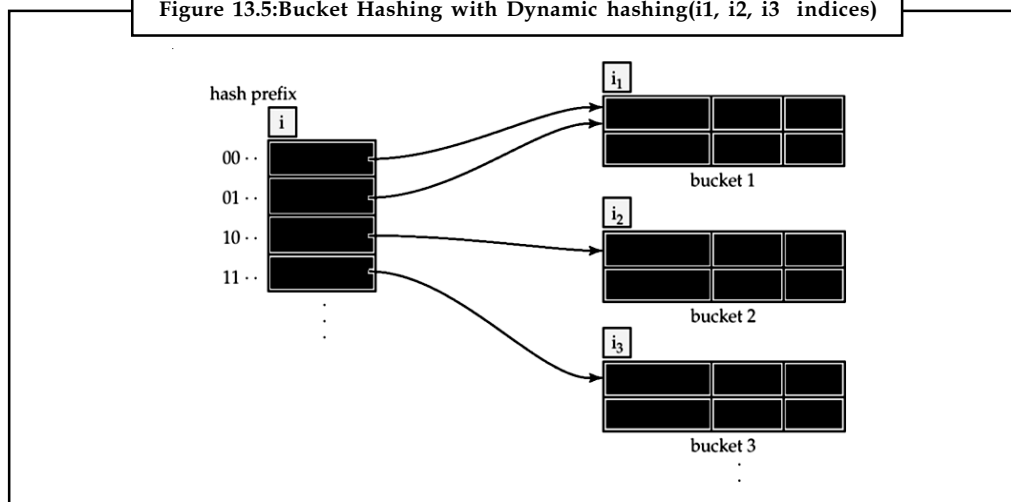 Figure 13.5:Bucket Hashing with Dynamic hashing(i1, i2, i3 indices)
hash prefix
i
00 ··
01 ··
10 ··
11 ··
i₁
bucket 1
i₂
bucket 2
i₃
bucket 3